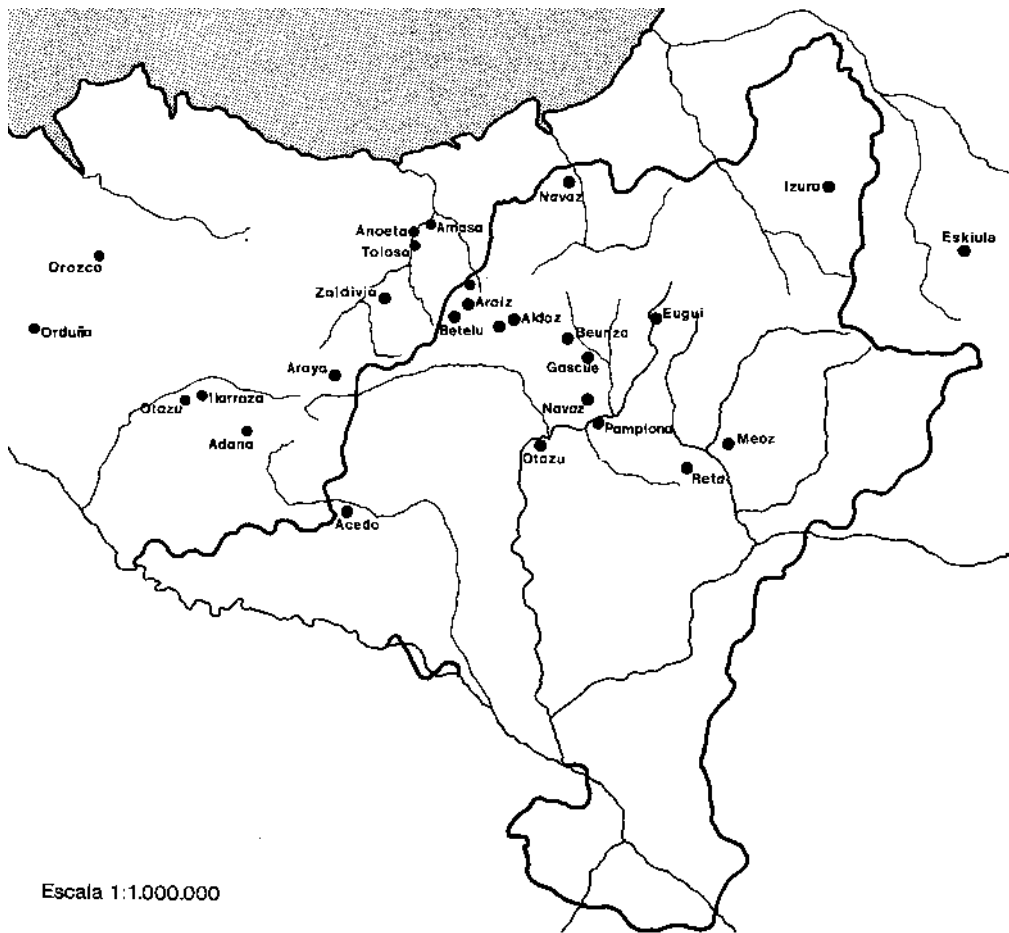 Navaz
Izura
Amasa
Anoeta
Tolosa
Eskiula
Orozco
Zaldivia
Araiz
Aldaz
Eugui
Betelu
Beunza
Orduña
Gascue
Araya
Ilarraza
Otazu
Navaz
Pamplona
Adana
Otazu
Meoz
Reta
Acedo
Escala 1:1.000.000